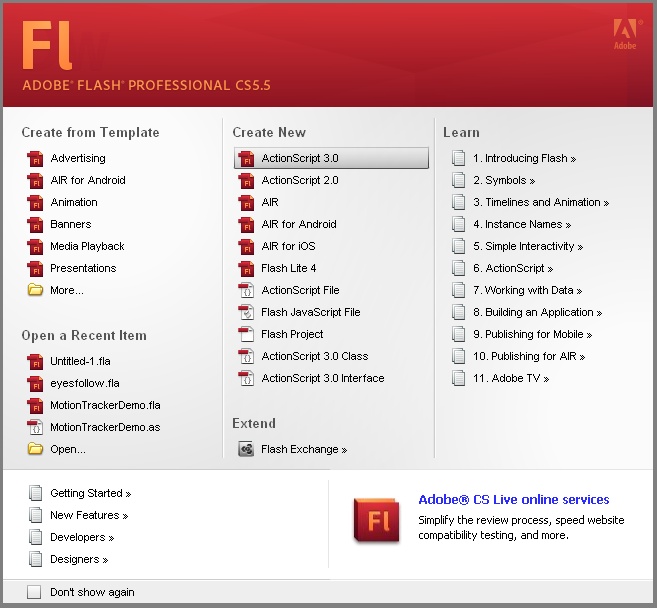 Fl
Adobe
ADOBE® FLASH® PROFESSIONAL CS5.5
Create from Template
Advertising
AIR for Android
Animation
Banners
Media Playback
Presentations
More...
Open a Recent Item
Untitled-1.fla
eyesfollow.fla
MotionTrackerDemo.fla
MotionTrackerDemo.as
Open...
Create New
ActionScript 3.0
ActionScript 2.0
AIR
AIR for Android
AIR for iOS
Flash Lite 4
ActionScript File
Flash JavaScript File
Flash Project
ActionScript 3.0 Class
ActionScript 3.0 Interface
Extend
Flash Exchange »
Learn
1. Introducing Flash »
2. Symbols »
3. Timelines and Animation »
4. Instance Names »
5. Simple Interactivity »
6. ActionScript »
7. Working with Data »
8. Building an Application »
9. Publishing for Mobile »
10. Publishing for AIR »
11. Adobe TV »
Getting Started »
New Features »
Developers »
Designers »
Fl
Adobe® CS Live online services
Simplify the review process, speed website
compatibility testing, and more.
Don't show again